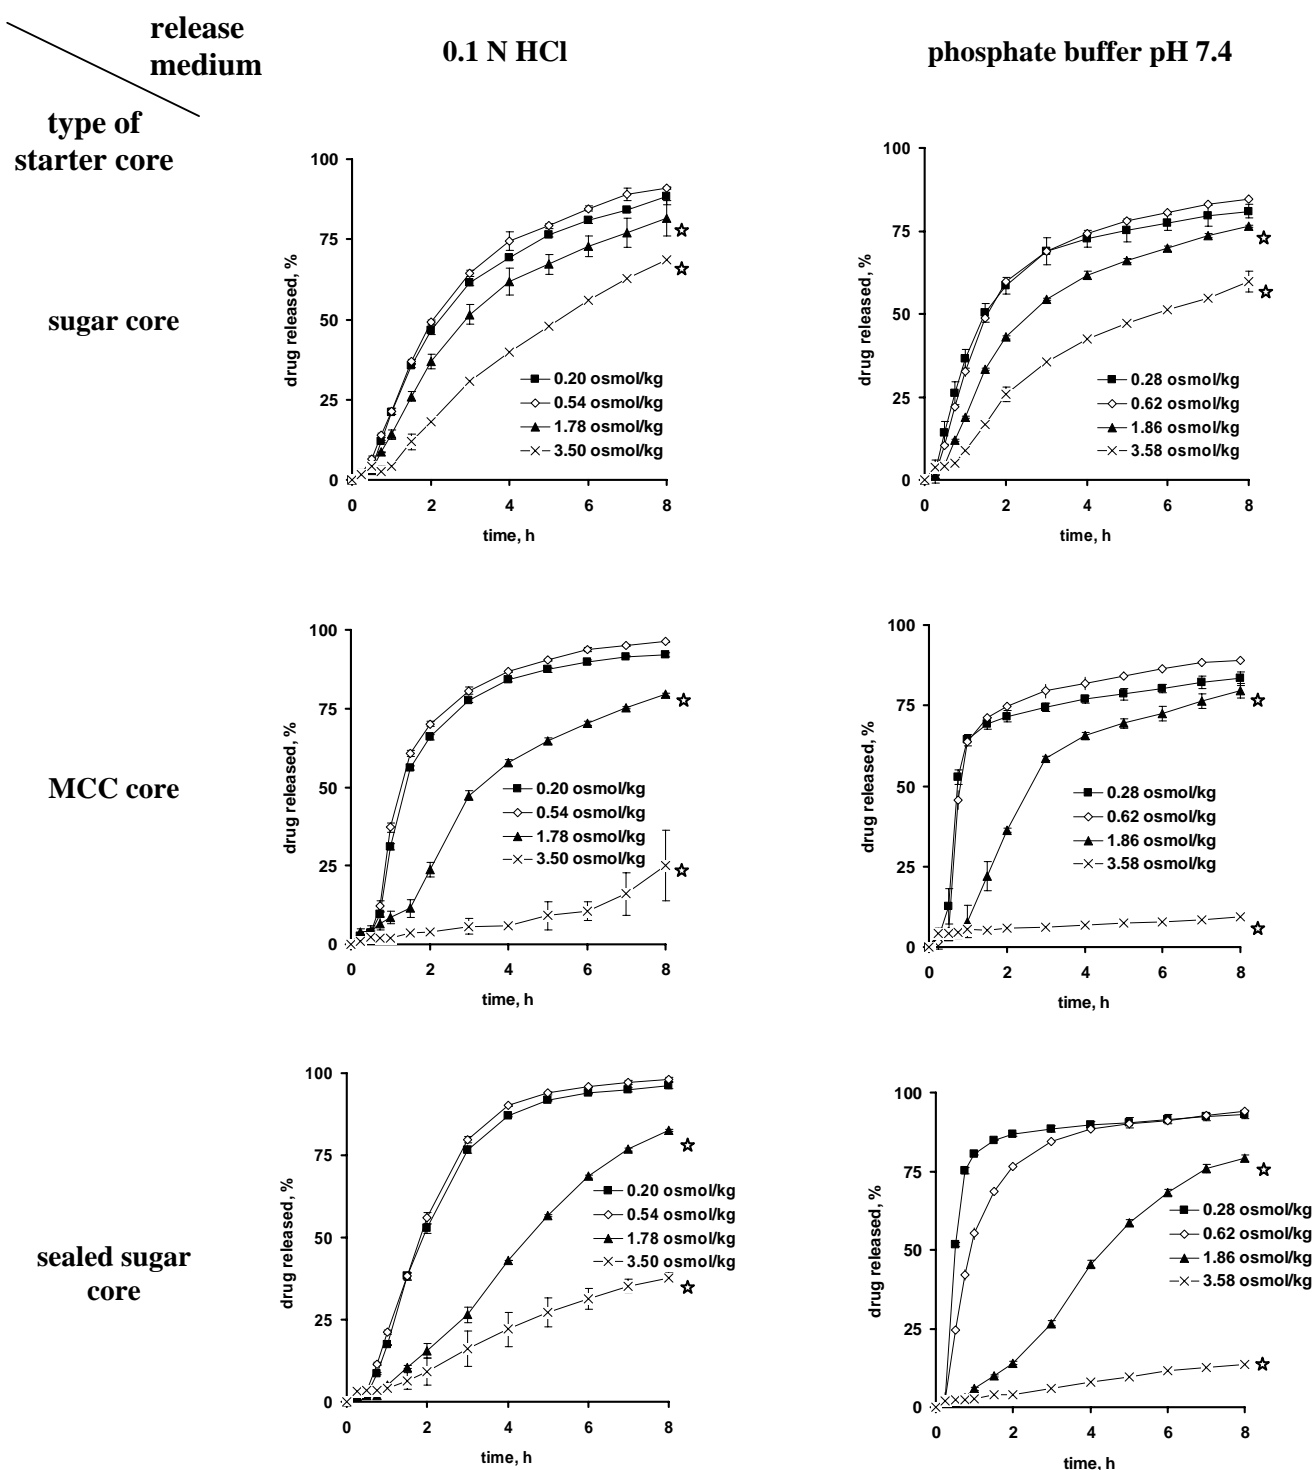 release
medium
0.1 N HCl
phosphate buffer pH 7.4
type of
starter core
sugar core
drug released, %
100
75
50
25
0
0 2 4 6 8
time, h
0.20 osmol/kg
0.54 osmol/kg
1.78 osmol/kg
3.50 osmol/kg
drug released, %
100
75
50
25
0
0 2 4 6 8
time, h
0.28 osmol/kg
0.62 osmol/kg
1.86 osmol/kg
3.58 osmol/kg
MCC core
drug released, %
100
75
50
25
0
0 2 4 6 8
time, h
0.20 osmol/kg
0.54 osmol/kg
1.78 osmol/kg
3.50 osmol/kg
drug released, %
100
75
50
25
0
0 2 4 6 8
time, h
0.28 osmol/kg
0.62 osmol/kg
1.86 osmol/kg
3.58 osmol/kg
sealed sugar
core
drug released, %
100
75
50
25
0
0 2 4 6 8
time, h
0.20 osmol/kg
0.54 osmol/kg
1.78 osmol/kg
3.50 osmol/kg
drug released, %
100
75
50
25
0
0 2 4 6 8
time, h
0.28 osmol/kg
0.62 osmol/kg
1.86 osmol/kg
3.58 osmol/kg